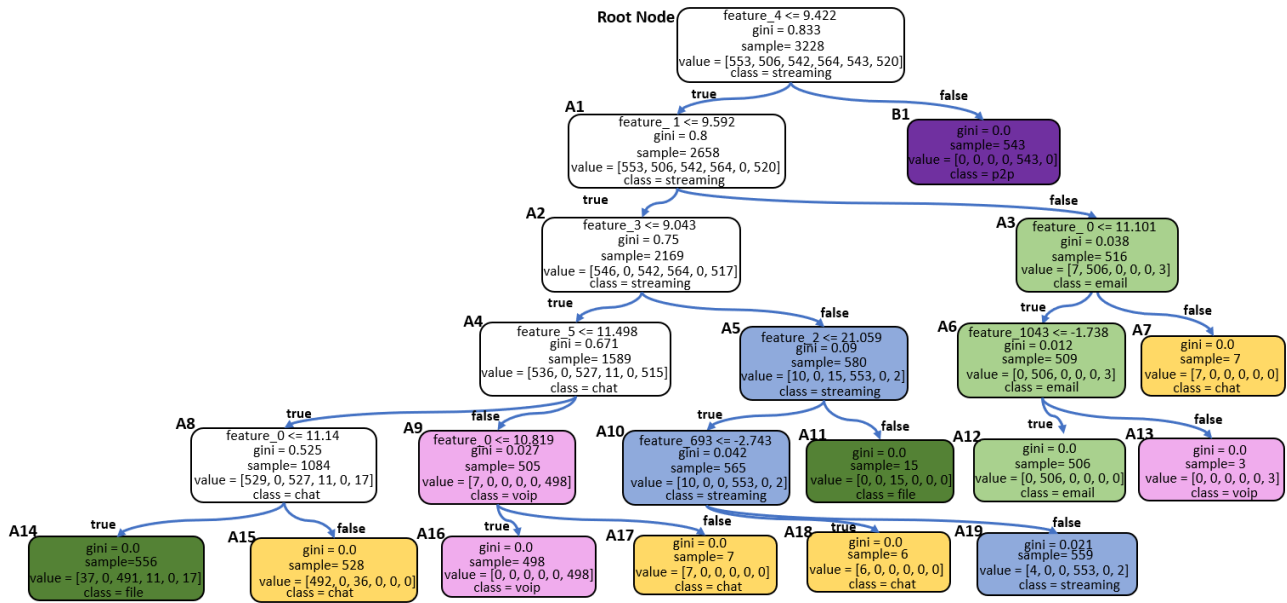 Root Node
feature_4 <= 9.422
gini = 0.833
sample= 3228
value = [553, 506, 542, 564, 543, 520]
class = streaming
true
false
A1
feature_ 1 <= 9.592
gini = 0.8
sample= 2658
value = [553, 506, 542, 564, 0, 520]
class = streaming
B1
gini = 0.0
sample= 543
value = [0, 0, 0, 0, 543, 0]
class = p2p
true
false
A2
feature_3 <= 9.043
gini = 0.75
sample= 2169
value = [546, 0, 542, 564, 0, 517]
class = streaming
A3
feature_ 0 <= 11.101
gini = 0.038
sample= 516
value = [7, 506, 0, 0, 0, 3]
class = email
true
false
true
false
A4
feature_5 <= 11.498
gini = 0.671
sample= 1589
value = [536, 0, 527, 11, 0, 515]
class = chat
A5
feature_2 <= 21.059
gini = 0.09
sample= 580
value = [10, 0, 15, 553, 0, 2]
class = streaming
A6
feature_1043 <= -1.738
gini = 0.012
sample= 509
value = [0, 506, 0, 0, 0, 3]
class = email
A7
gini = 0.0
sample= 7
value = [7, 0, 0, 0, 0, 0]
class = chat
true
false
true
false
true
false
A8
feature_0 <= 11.14
gini = 0.525
sample= 1084
value = [529, 0, 527, 11, 0, 17]
class = chat
A9
feature_0 <= 10.819
gini = 0.027
sample= 505
value = [7, 0, 0, 0, 0, 498]
class = voip
A10
feature_693 <= -2.743
gini = 0.042
sample= 565
value = [10, 0, 0, 553, 0, 2]
class = streaming
A11
gini = 0.0
sample= 15
value = [0, 0, 15, 0, 0, 0]
class = file
A12
gini = 0.0
sample= 506
value = [0, 506, 0, 0, 0, 0]
class = email
A13
gini = 0.0
sample= 3
value = [0, 0, 0, 0, 0, 3]
class = voip
true
false
true
false
true
false
A14
gini = 0.0
sample=556
value = [37, 0, 491, 11, 0, 17]
class = file
A15
gini = 0.0
sample= 528
value = [492, 0, 36, 0, 0, 0]
class = chat
A16
gini = 0.0
sample= 498
value = [0, 0, 0, 0, 0, 498]
class = voip
A17
gini = 0.0
sample= 7
value = [7, 0, 0, 0, 0, 0]
class = chat
A18
gini = 0.0
sample= 6
value = [6, 0, 0, 0, 0, 0]
class = chat
A19
gini = 0.021
sample= 559
value = [4, 0, 0, 553, 0, 2]
class = streaming